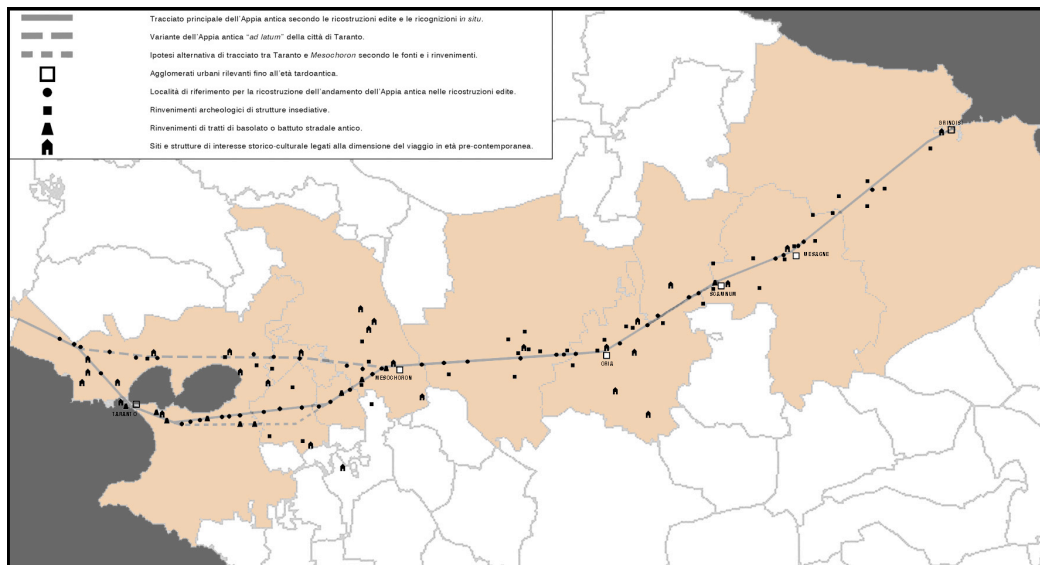 Tracciato principale dell'Appia antica secondo le ricostruzioni edite e le ricognizioni in situ.
Variante dell'Appia antica “ad latum” della città di Taranto.
Ipotesi alternativa di tracciato tra Taranto e Mesochoron secondo le fonti e i rinvenimenti.
Agglomerati urbani rilevanti fino all'età tardoantica.
Località di riferimento per la ricostruzione dell'andamento dell'Appia antica nelle ricostruzioni edite.
Rinvenimenti archeologici di strutture insediative.
Rinvenimenti di tratti di basolato o battuto stradale antico.
Siti e strutture di interesse storico-culturale legati alla dimensione del viaggio in età pre-contemporanea.
BRINDISI
MESAGNE
SCAMNUM
ORIA
MESOCHORON
TARANTO